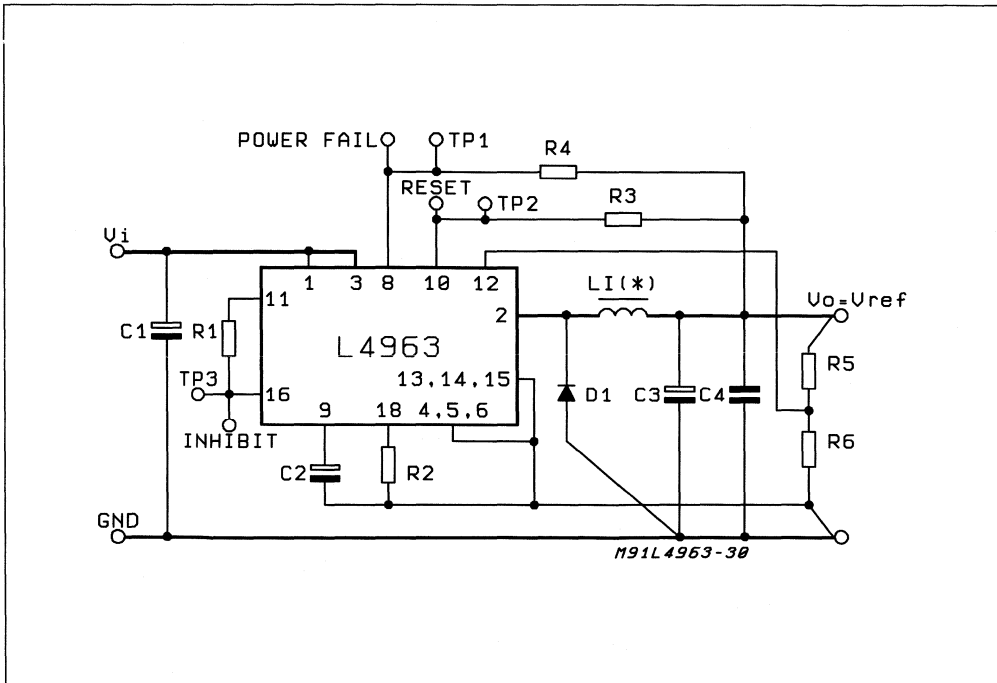 POWER FAIL TP1 R4
RESET TP2 R3
Vi
1 3 8 10 12
LI(*)
Vo=Vref
11 2
C1 R1 L4963 R5
13,14,15
TP3 16 D1 C3 C4
9 18 4,5,6
INHIBIT R6
C2 R2
GND
M91L4963-30